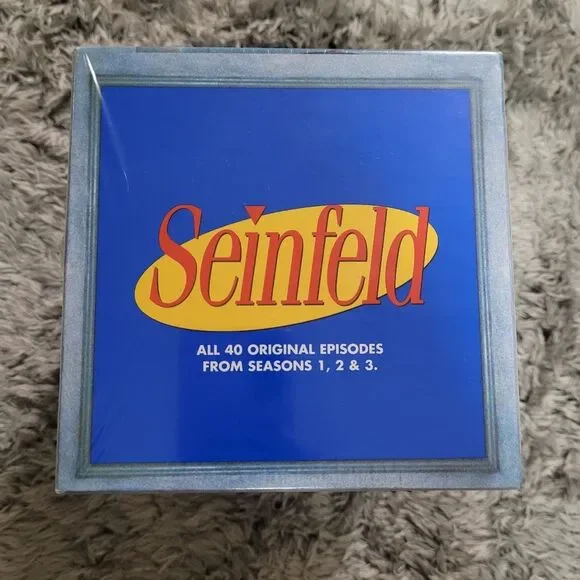 Seinfeld
ALL 40 ORIGINAL EPISODES
FROM SEASONS 1, 2 & 3.